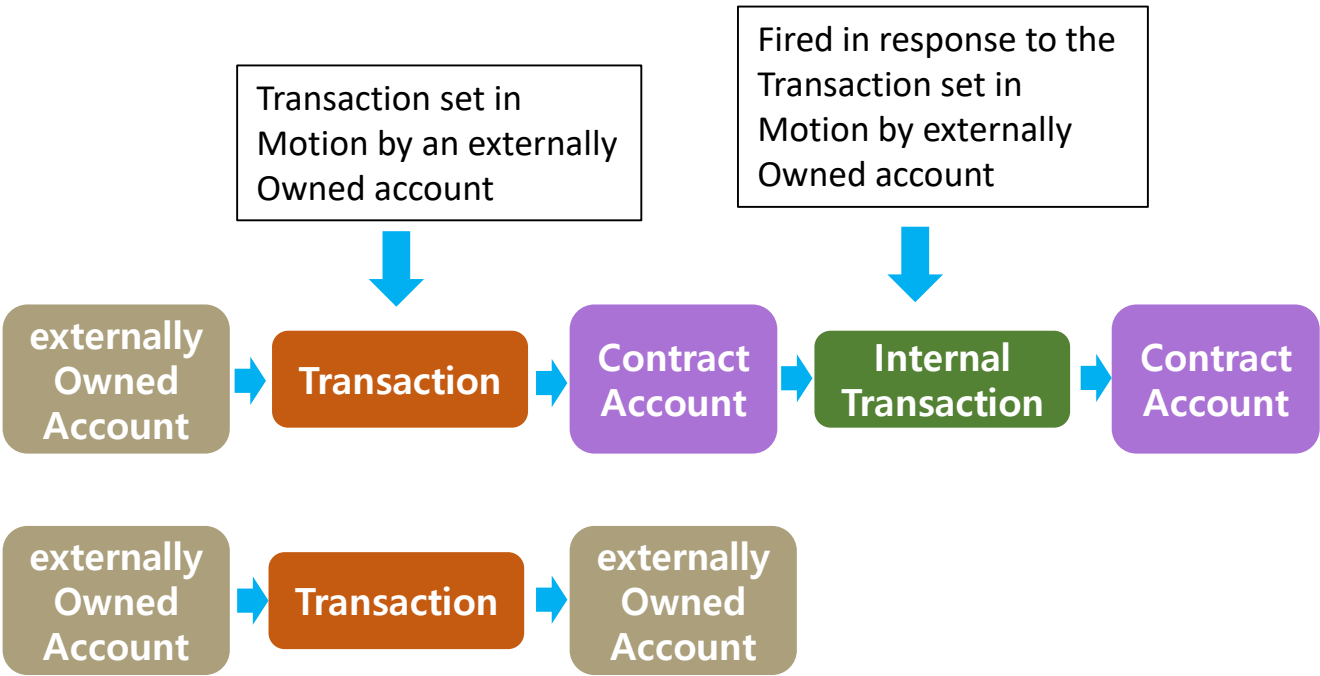 Transaction set in
Motion by an externally
Owned account
Fired in response to the
Transaction set in
Motion by externally
Owned account
externally
Owned
Account
Transaction
Contract
Account
Internal
Transaction
Contract
Account
externally
Owned
Account
Transaction
externally
Owned
Account